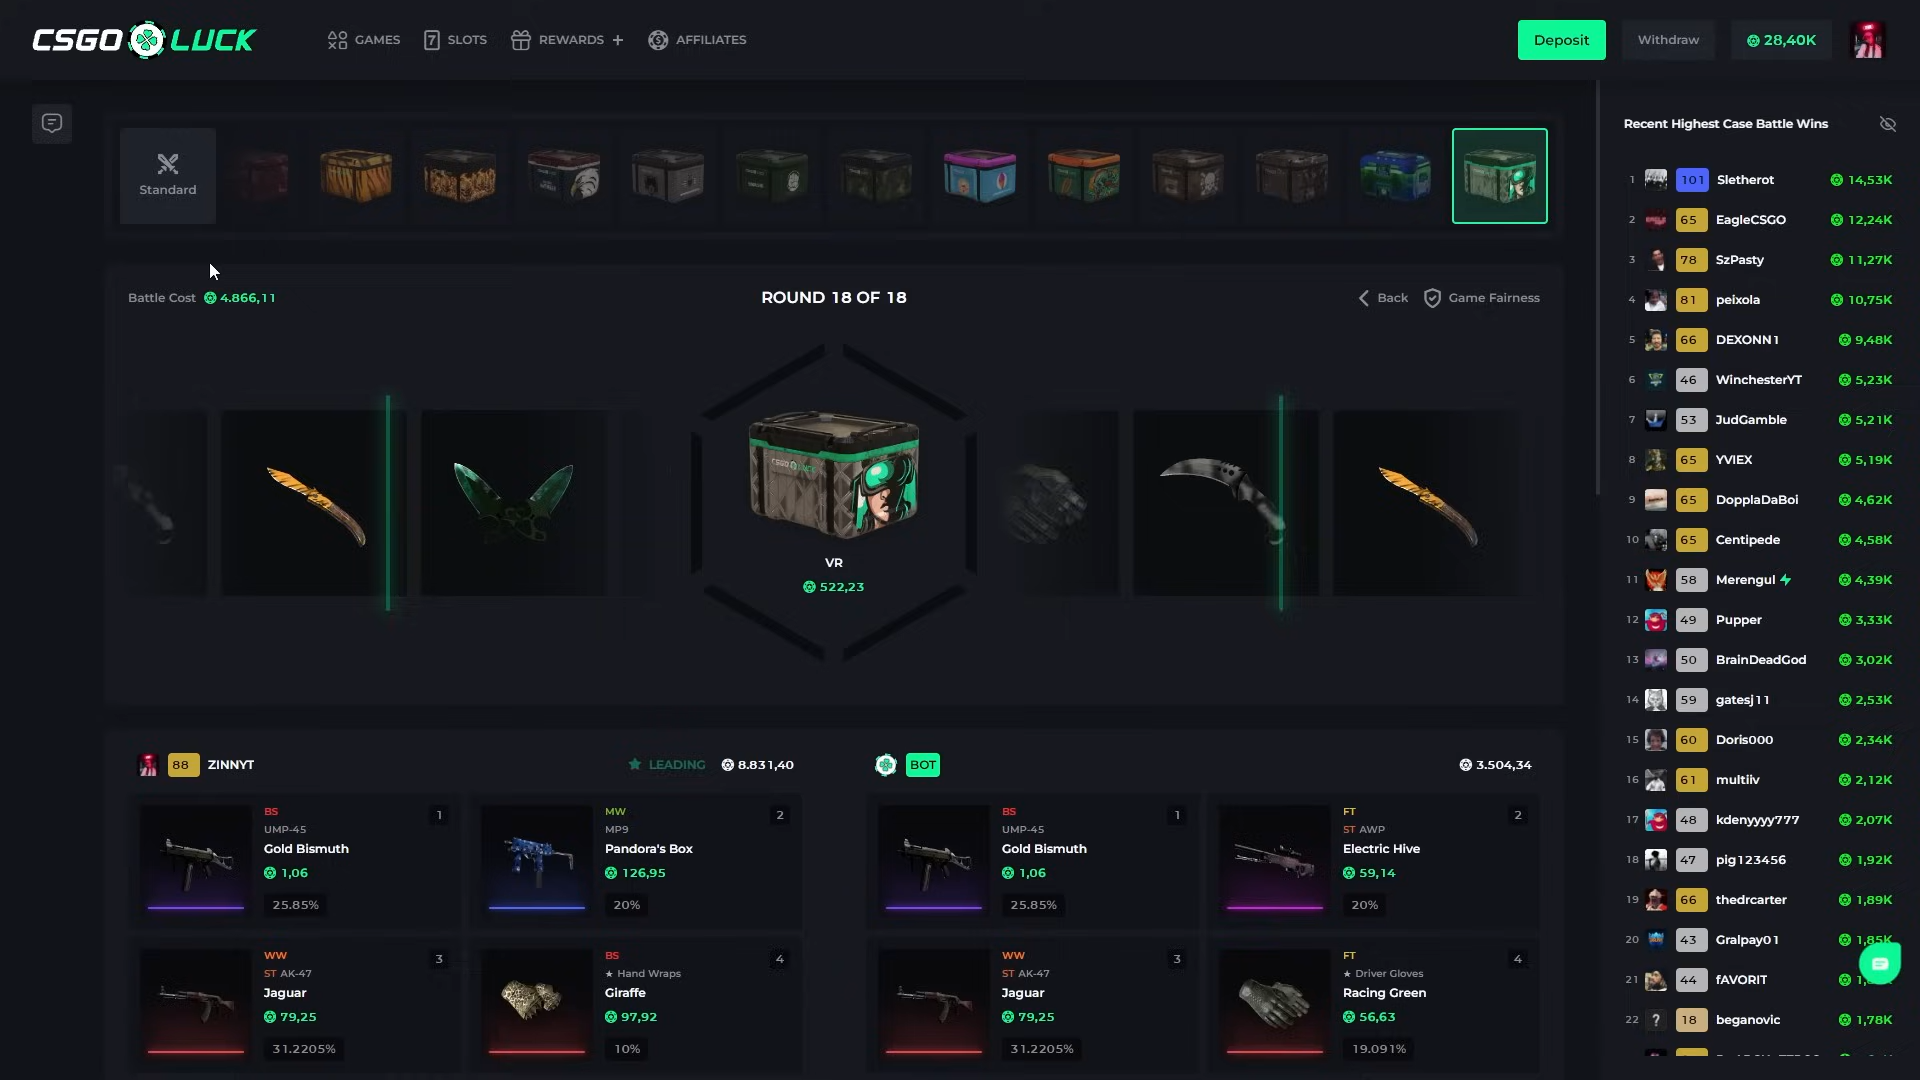 CSGO LUCK
GAMES
SLOTS
REWARDS +
AFFILIATES
Deposit
Withdraw
28,40K
Standard
Battle Cost 4.866,11
ROUND 18 OF 18
Back
Game Fairness
CSGO LUCK
VR
522,23
88 ZINNYT
LEADING 8.831,40
BS
UMP-45
Gold Bismuth
1,06
25.85%
1
MW
MP9
Pandora's Box
126,95
20%
2
WW
ST AK-47
Jaguar
79,25
31.2205%
3
BS
★ Hand Wraps
Giraffe
97,92
10%
4
BOT
3.504,34
BS
UMP-45
Gold Bismuth
1,06
25.85%
1
FT
ST AWP
Electric Hive
59,14
20%
2
WW
ST AK-47
Jaguar
79,25
31.2205%
3
FT
★ Driver Gloves
Racing Green
56,63
19.091%
4
Recent Highest Case Battle Wins
1 101 Sletherot 14,53K
2 65 EagleCSGO 12,24K
3 78 SzPasty 11,27K
4 81 peixola 10,75K
5 66 DEXONN1 9,48K
6 46 WinchesterYT 5,23K
7 53 JudGamble 5,21K
8 65 YVIEX 5,19K
9 65 DopplaDaBoi 4,62K
10 65 Centipede 4,58K
11 58 Merengul 4,39K
12 49 Pupper 3,33K
13 50 BrainDeadGod 3,02K
14 59 gatesj11 2,53K
15 60 Doris000 2,34K
16 61 multiiv 2,12K
17 48 kdenyyyy777 2,07K
18 47 pig123456 1,92K
19 66 thedrcarter 1,89K
20 43 Gralpay01 1,85K
21 44 fAVORIT
22 ? 18 beganovic 1,78K